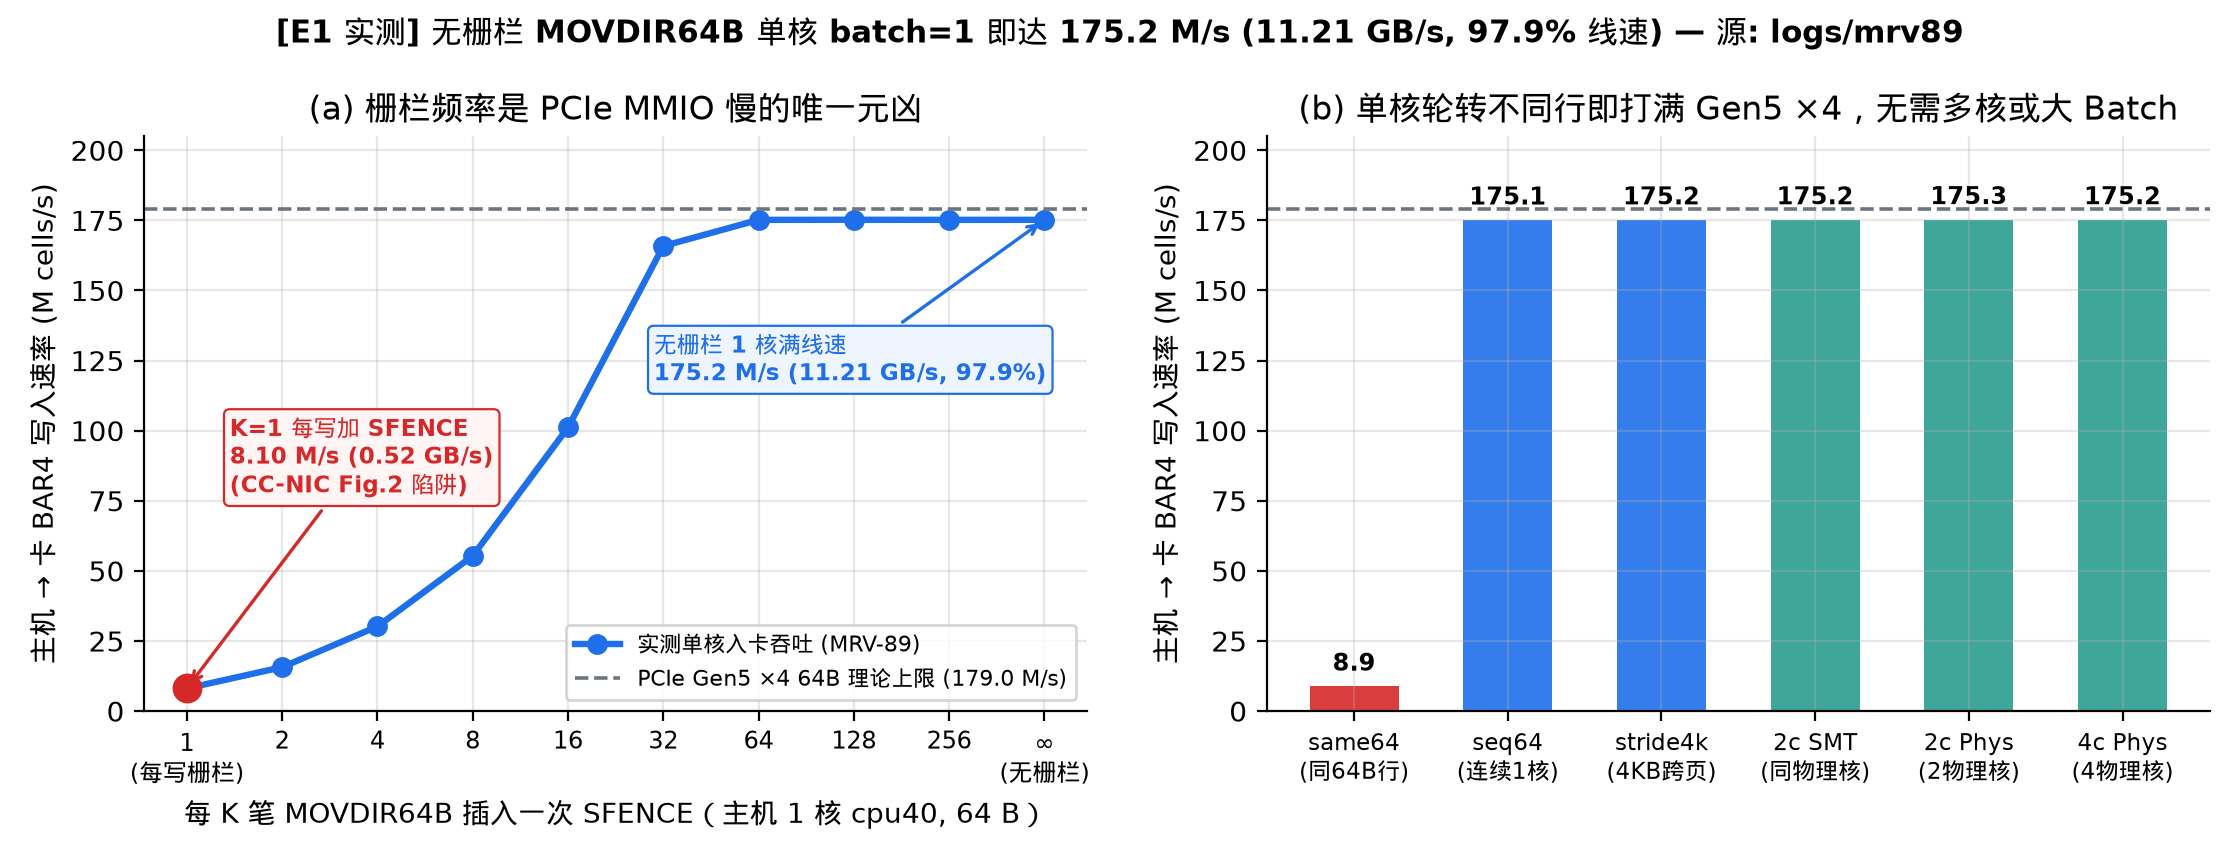 [E1 实测] 无栅栏 MOVDIR64B 单核 batch=1 即达 175.2 M/s (11.21 GB/s, 97.9% 线速) — 源: logs/mrv89
(a) 栅栏频率是 PCIe MMIO 慢的唯一元凶
主机 → 卡 BAR4 写入速率 (M cells/s)
200
175
150
125
100
75
50
25
0
无栅栏 1 核满线速
175.2 M/s (11.21 GB/s, 97.9%)
K=1 每写加 SFENCE
8.10 M/s (0.52 GB/s)
(CC-NIC Fig.2 陷阱)
实测单核入卡吞吐 (MRV-89)
PCIe Gen5 ×4 64B 理论上限 (179.0 M/s)
1 2 4 8 16 32 64 128 256 ∞
(每写栅栏) (无栅栏)
每 K 笔 MOVDIR64B 插入一次 SFENCE（主机 1 核 cpu40, 64 B）
(b) 单核轮转不同行即打满 Gen5 ×4，无需多核或大 Batch
主机 → 卡 BAR4 写入速率 (M cells/s)
200
175
150
125
100
75
50
25
0
8.9 175.1 175.2 175.2 175.3 175.2
same64 seq64 stride4k 2c SMT 2c Phys 4c Phys
(同64B行) (连续1核) (4KB跨页) (同物理核) (2物理核) (4物理核)